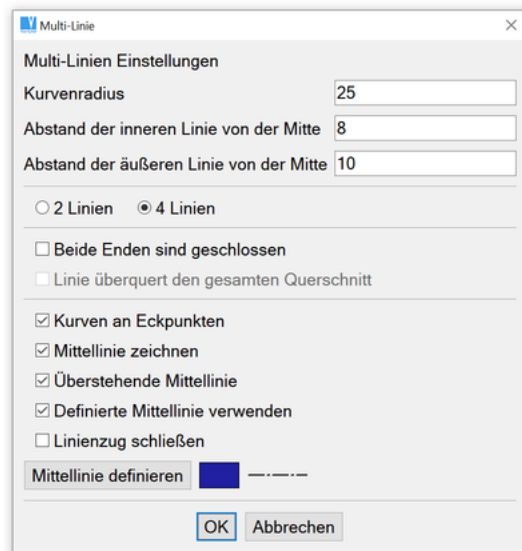 Multi-Linie
Multi-Linien Einstellungen
Kurvenradius 25
Abstand der inneren Linie von der Mitte 8
Abstand der äußeren Linie von der Mitte 10
2 Linien 4 Linien
Beide Enden sind geschlossen
Linie überquert den gesamten Querschnitt
Kurven an Eckpunkten
Mittellinie zeichnen
Überstehende Mittellinie
Definierte Mittellinie verwenden
Linienzug schließen
Mittellinie definieren
OK Abbrechen